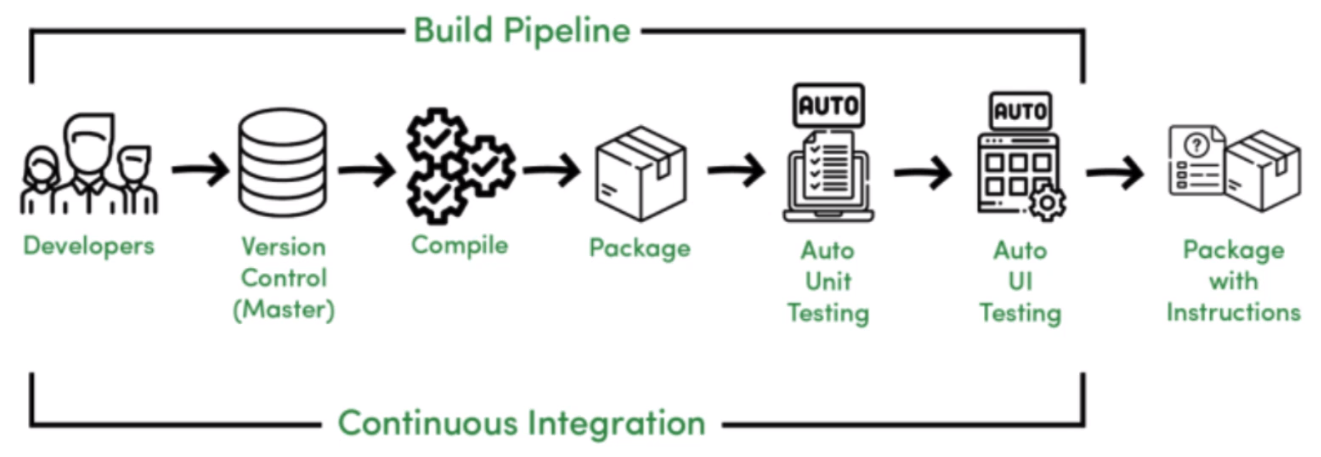 Build Pipeline
AUTO
AUTO
?
Developers
Version
Control
(Master)
Compile
Package
Auto
Unit
Testing
Auto
UI
Testing
Package
with
Instructions
Continuous Integration